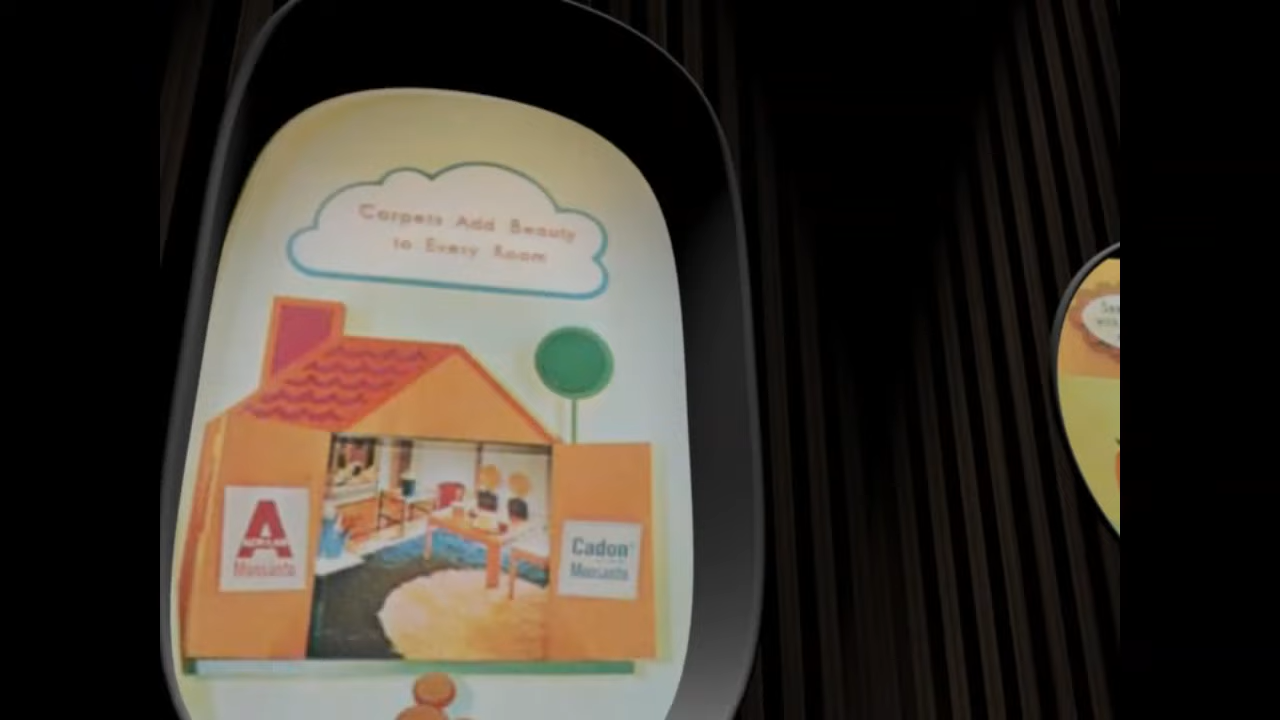 Carpets Add Beauty
to Every Room
A
Monsanto
Cadon
Monsanto